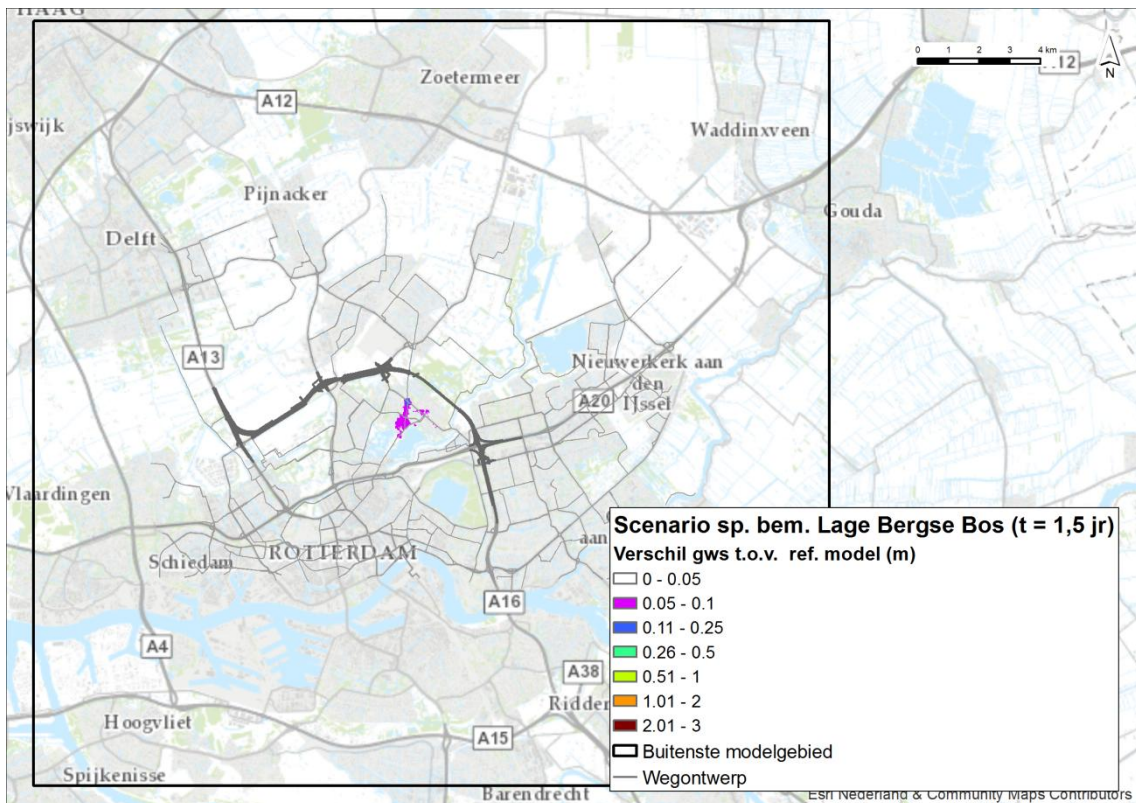 HAAG
Zoetermeer
0 1 2 3 4 km
A12
N
A12
ijswijk
Waddinxveen
Pijnacker
Gouda
Delft
A13
Nieuwerkerk aan
den
IJssel
A20
Vlaardingen
Schiedam
ROTTERDAM
aan
A16
A4
A38
Ridder
Hoogvliet
A15
Spijkenisse
Barendrecht
Scenario sp. bem. Lage Bergse Bos (t = 1,5 jr)
Verschil gws t.o.v. ref. model (m)
0 - 0.05
0.05 - 0.1
0.11 - 0.25
0.26 - 0.5
0.51 - 1
1.01 - 2
2.01 - 3
Buitenste modelgebied
Wegontwerp
Esri Nederland & Community Maps Contributors